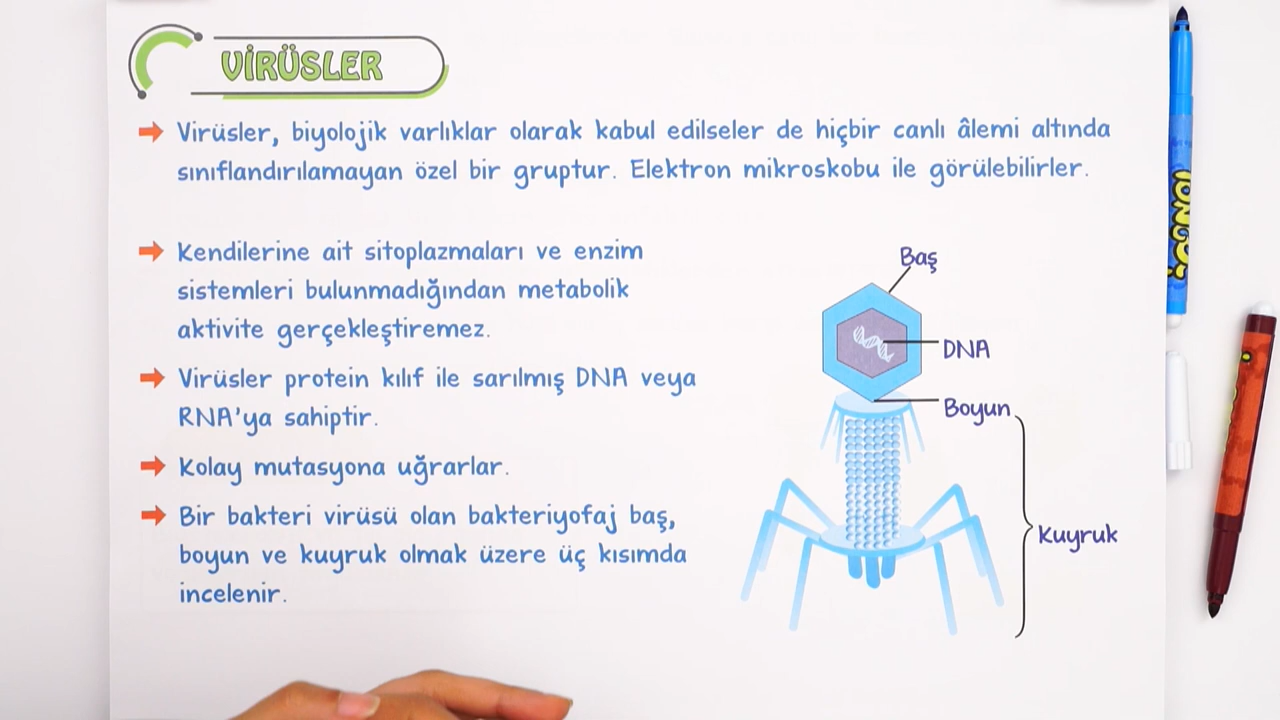 VİRÜSLER
Virüsler, biyolojik varlıklar olarak kabul edilseler de hiçbir canlı âlemi altında
sınıflandırılamayan özel bir gruptur. Elektron mikroskobu ile görülebilirler.
Kendilerine ait sitoplazmaları ve enzim
sistemleri bulunmadığından metabolik
aktivite gerçekleştiremez.
Virüsler protein kılıf ile sarılmış DNA veya
RNA'ya sahiptir.
Kolay mutasyona uğrarlar.
Bir bakteri virüsü olan bakteriyofaj baş,
boyun ve kuyruk olmak üzere üç kısımda
incelenir.
Baş
DNA
Boyun
Kuyruk